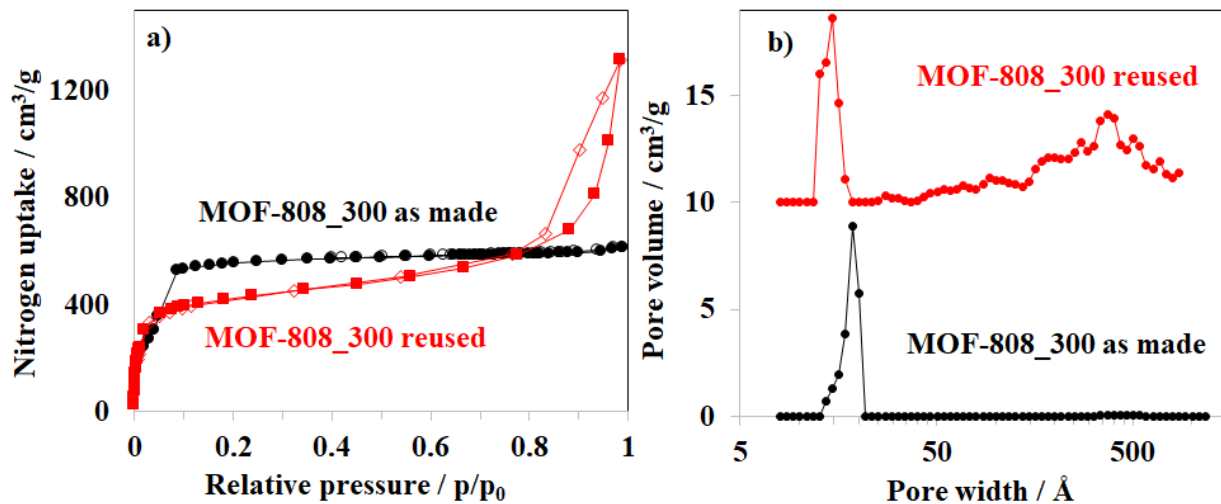 a)
Nitrogen uptake / cm³/g
1200
800
400
0
MOF-808_300 as made
MOF-808_300 reused
0
0.2
0.4
0.6
0.8
1
Relative pressure / p/p₀
b)
Pore volume / cm³/g
15
10
5
0
MOF-808_300 reused
MOF-808_300 as made
5
50
500
Pore width / Å